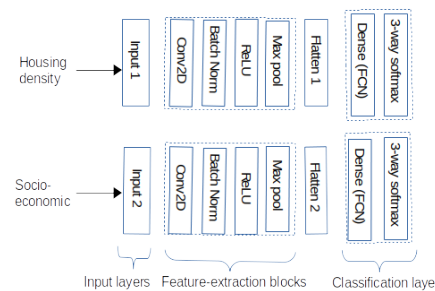 Housing
density
Input 1
Conv2D
Batch Norm
ReLU
Max pool
Flatten 1
Dense (FCN)
3-way softmax
Socio-
economic
Input 2
Conv2D
Batch Norm
ReLU
Max pool
Flatten 2
Dense (FCN)
3-way softmax
Input layers
Feature-extraction blocks
Classification laye